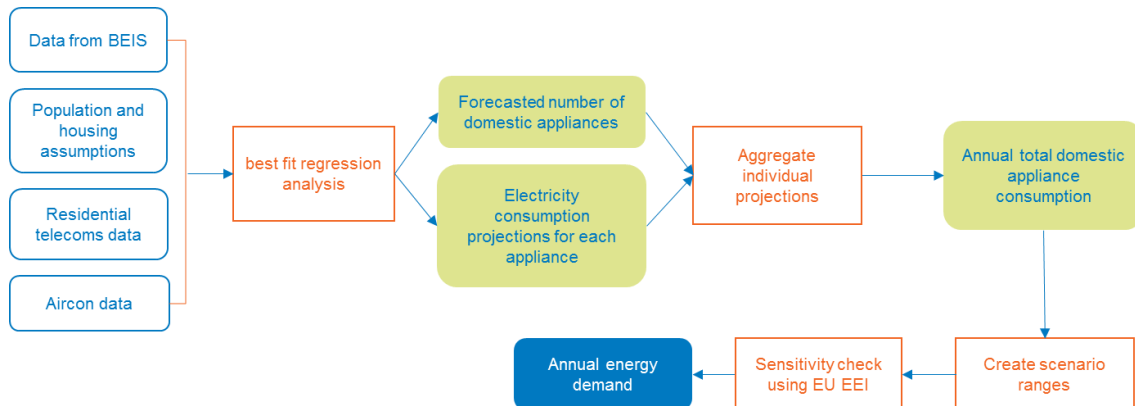 Data from BEIS
Population and
housing
assumptions
Residential
telecoms data
Aircon data
best fit regression
analysis
Forecasted number of
domestic appliances
Electricity
consumption
projections for each
appliance
Aggregate
individual
projections
Annual total domestic
appliance
consumption
Annual energy
demand
Sensitivity check
using EU EEI
Create scenario
ranges